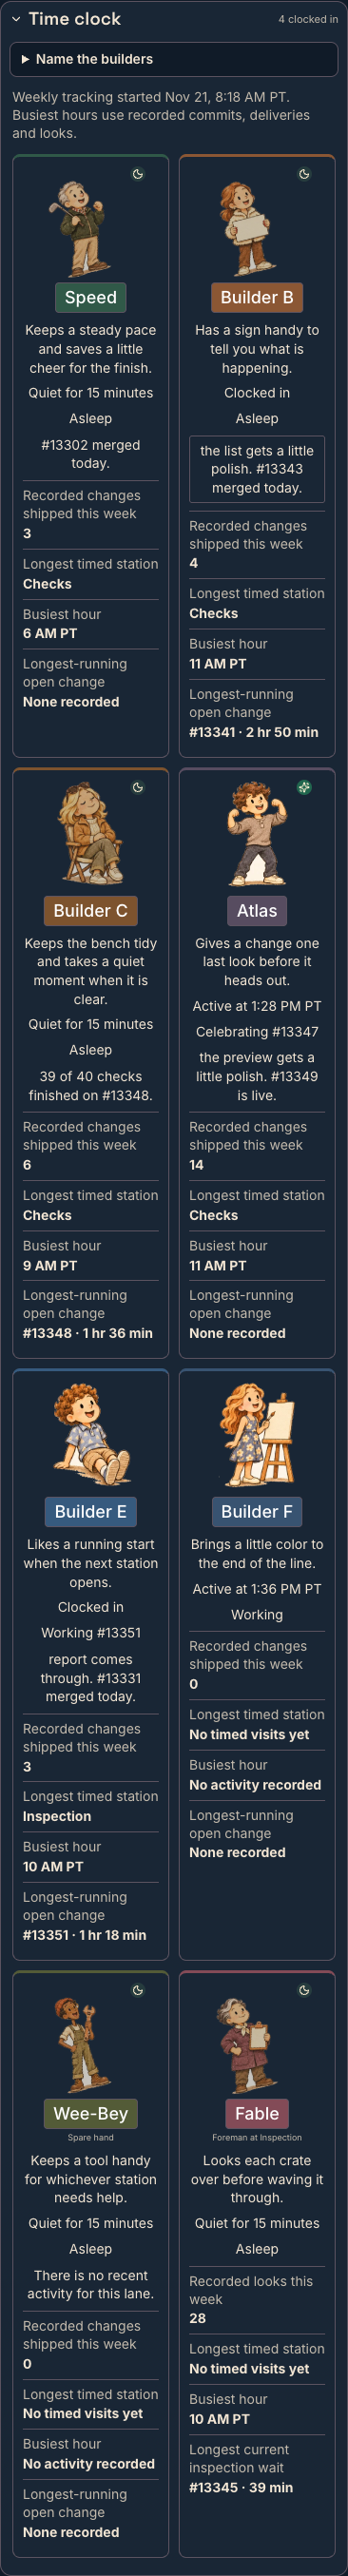 Time clock
4 clocked in
Name the builders
Weekly tracking started Nov 21, 8:18 AM PT.
Busiest hours use recorded commits, deliveries
and looks.
Speed
Keeps a steady pace
and saves a little
cheer for the finish.
Quiet for 15 minutes
Asleep
#13302 merged
today.
Recorded changes
shipped this week
3
Longest timed station
Checks
Busiest hour
6 AM PT
Longest-running
open change
None recorded
Builder B
Has a sign handy to
tell you what is
happening.
Clocked in
Asleep
the list gets a little
polish. #13343
merged today.
Recorded changes
shipped this week
4
Longest timed station
Checks
Busiest hour
11 AM PT
Longest-running
open change
#13341 · 2 hr 50 min
Builder C
Keeps the bench tidy
and takes a quiet
moment when it is
clear.
Quiet for 15 minutes
Asleep
39 of 40 checks
finished on #13348.
Recorded changes
shipped this week
6
Longest timed station
Checks
Busiest hour
9 AM PT
Longest-running
open change
#13348 · 1 hr 36 min
Atlas
Gives a change one
last look before it
heads out.
Active at 1:28 PM PT
Celebrating #13347
the preview gets a
little polish. #13349
is live.
Recorded changes
shipped this week
14
Longest timed station
Checks
Busiest hour
11 AM PT
Longest-running
open change
None recorded
Builder E
Likes a running start
when the next station
opens.
Clocked in
Working #13351
report comes
through. #13331
merged today.
Recorded changes
shipped this week
3
Longest timed station
Inspection
Busiest hour
10 AM PT
Longest-running
open change
#13351 · 1 hr 18 min
Builder F
Brings a little color to
the end of the line.
Active at 1:36 PM PT
Working
Recorded changes
shipped this week
0
Longest timed station
No timed visits yet
Busiest hour
No activity recorded
Longest-running
open change
None recorded
Wee-Bey
Spare hand
Keeps a tool handy
for whichever station
needs help.
Quiet for 15 minutes
Asleep
There is no recent
activity for this lane.
Recorded changes
shipped this week
0
Longest timed station
No timed visits yet
Busiest hour
No activity recorded
Longest-running
open change
None recorded
Fable
Foreman at Inspection
Looks each crate
over before waving it
through.
Quiet for 15 minutes
Asleep
Recorded looks this
week
28
Longest timed station
No timed visits yet
Busiest hour
10 AM PT
Longest current
inspection wait
#13345 · 39 min